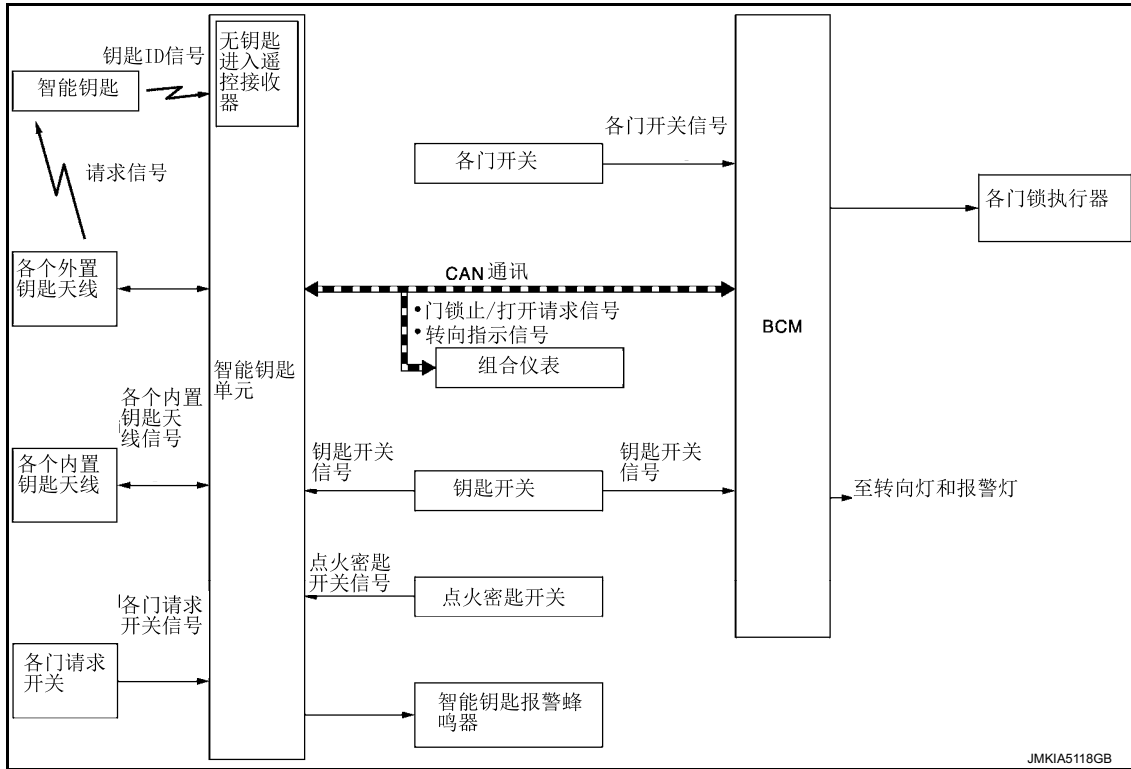 钥匙ID信号
智能钥匙
请求信号
各个外置
钥匙天线
各个内置
钥匙天
线信号
各个内置
钥匙天线
各门请求
开关信号
各门请求
开关
无钥匙
进入遥
控接收
器
智能钥匙
单元
各门开关信号
各门开关
CAN 通讯
•门锁止/打开请求信号
•转向指示信号
组合仪表
钥匙开关
信号
钥匙开关
钥匙开关
信号
点火密匙
开关信号
点火密匙开关
智能钥匙报警蜂
鸣器
BCM
各门锁执行器
至转向灯和报警灯
JMKIA5118GB